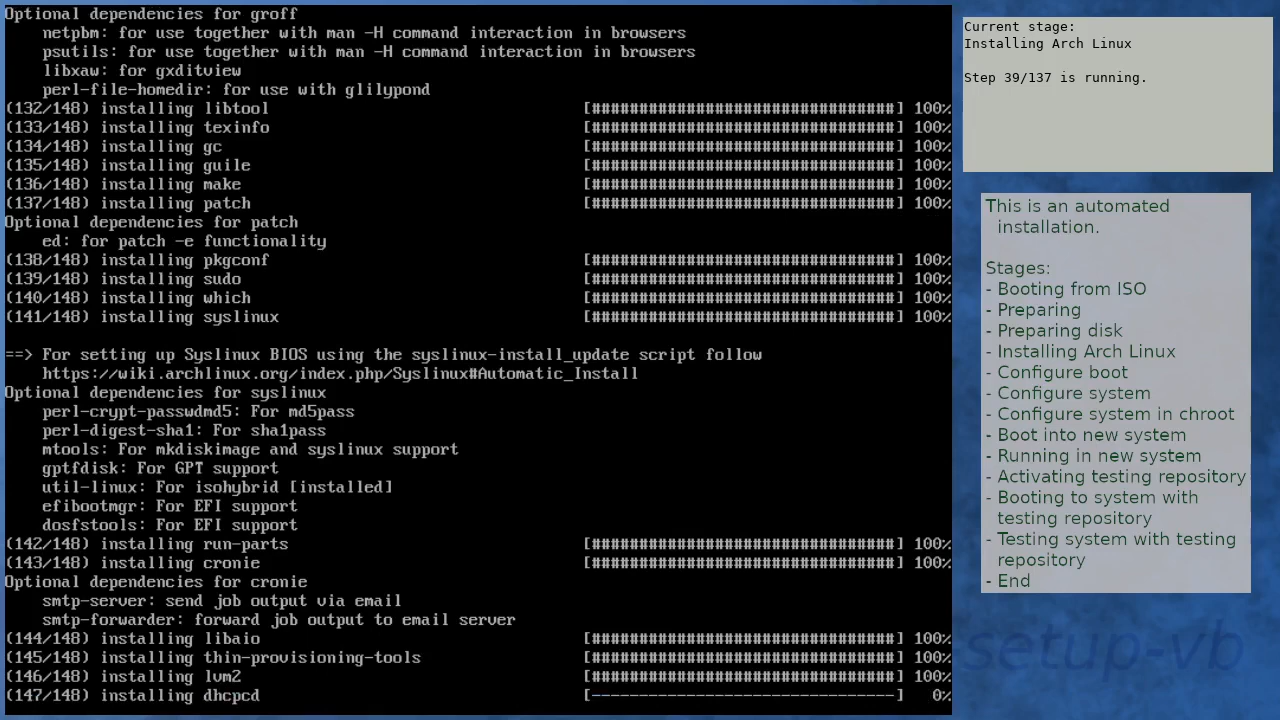 Optional dependencies for groff
    netpbm: for use together with man -H command interaction in browsers
    psutils: for use together with man -H command interaction in browsers
    libxaw: for gxditview
    perl-file-homedir: for use with glilypond
(132/148) installing libtool [################################] 100%
(133/148) installing texinfo [################################] 100%
(134/148) installing gc [################################] 100%
(135/148) installing guile [################################] 100%
(136/148) installing make [################################] 100%
(137/148) installing patch [################################] 100%
Optional dependencies for patch
    ed: for patch -e functionality
(138/148) installing pkgconf [################################] 100%
(139/148) installing sudo [################################] 100%
(140/148) installing which [################################] 100%
(141/148) installing syslinux [################################] 100%

==> For setting up Syslinux BIOS using the syslinux-install_update script follow
    https://wiki.archlinux.org/index.php/Syslinux#Automatic_Install
Optional dependencies for syslinux
    perl-crypt-passwdmd5: For md5pass
    perl-digest-sha1: For sha1pass
    mtools: For mkdiskimage and syslinux support
    gptfdisk: For GPT support
    util-linux: For isohybrid [installed]
    efibootmgr: For EFI support
    dosfstools: For EFI support
(142/148) installing run-parts [################################] 100%
(143/148) installing cronie [################################] 100%
Optional dependencies for cronie
    smtp-server: send job output via email
    smtp-forwarder: forward job output to email server
(144/148) installing libaio [################################] 100%
(145/148) installing thin-provisioning-tools [################################] 100%
(146/148) installing lvm2 [################################] 100%
(147/148) installing dhcpcd [--------------------------------] 0%
Current stage:
Installing Arch Linux

Step 39/137 is running.
This is an automated
installation.

Stages:
- Booting from ISO
- Preparing
- Preparing disk
- Installing Arch Linux
- Configure boot
- Configure system
- Configure system in chroot
- Boot into new system
- Running in new system
- Activating testing repository
- Booting to system with
testing repository
- Testing system with testing
repository
- End
setup-vb